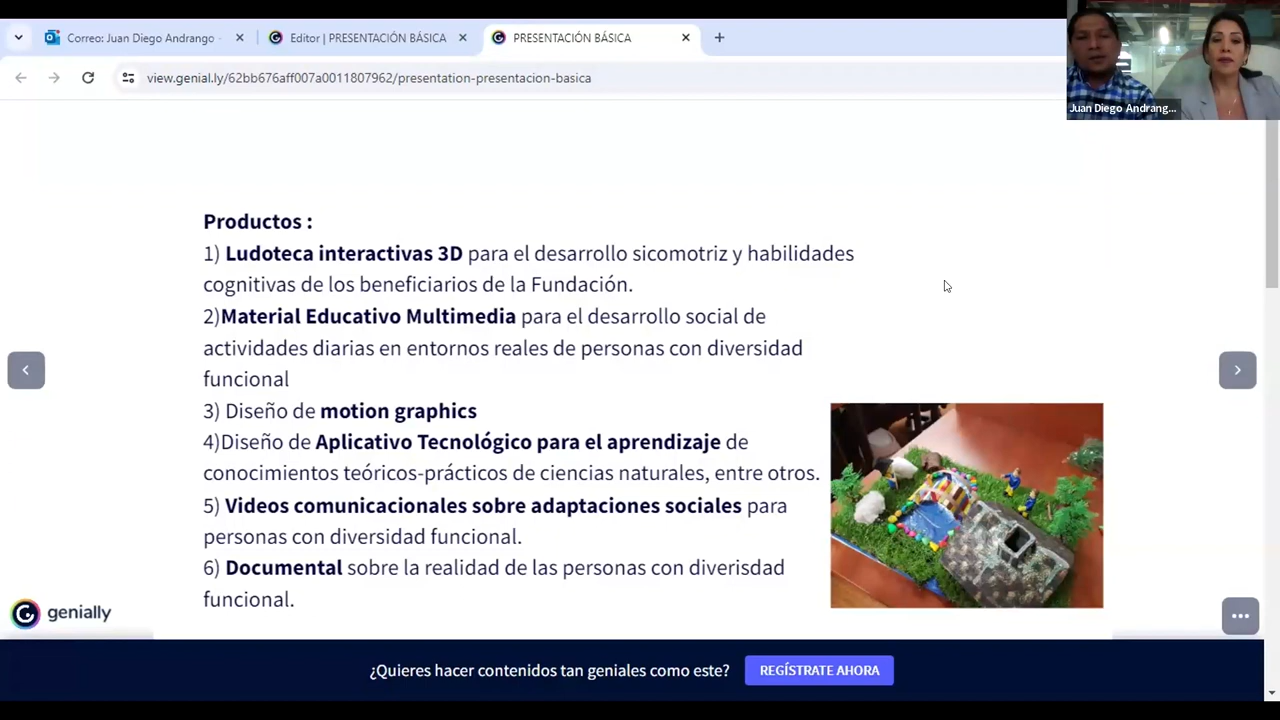 Correo: Juan Diego Andrango
Editor | PRESENTACIÓN BÁSICA
PRESENTACIÓN BÁSICA
view.genial.ly/62bb676aff007a0011807962/presentation-presentacion-basica
Juan Diego Andrang...
Productos :
1) Ludoteca interactivas 3D para el desarrollo sicomotriz y habilidades
cognitivas de los beneficiarios de la Fundación.
2)Material Educativo Multimedia para el desarrollo social de
actividades diarias en entornos reales de personas con diversidad
funcional
3) Diseño de motion graphics
4)Diseño de Aplicativo Tecnológico para el aprendizaje de
conocimientos teóricos-prácticos de ciencias naturales, entre otros.
5) Videos comunicacionales sobre adaptaciones sociales para
personas con diversidad funcional.
6) Documental sobre la realidad de las personas con diverisdad
funcional.
genially
¿Quieres hacer contenidos tan geniales como este?
REGÍSTRATE AHORA